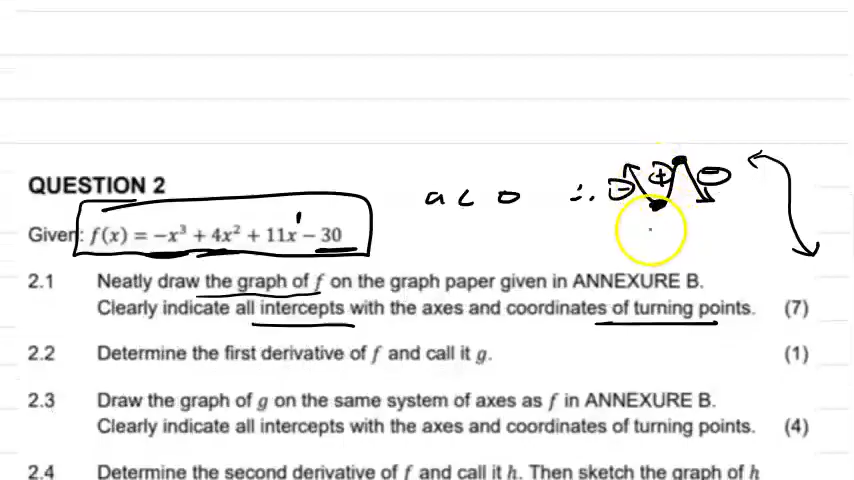 QUESTION 2
a < 0 ∴ - + -
Given: f(x) = −x³ + 4x² + 11x − 30
2.1 Neatly draw the graph of f on the graph paper given in ANNEXURE B.
Clearly indicate all intercepts with the axes and coordinates of turning points. (7)
2.2 Determine the first derivative of f and call it g. (1)
2.3 Draw the graph of g on the same system of axes as f in ANNEXURE B.
Clearly indicate all intercepts with the axes and coordinates of turning points. (4)
2.4 Determine the second derivative of f and call it h. Then sketch the graph of h